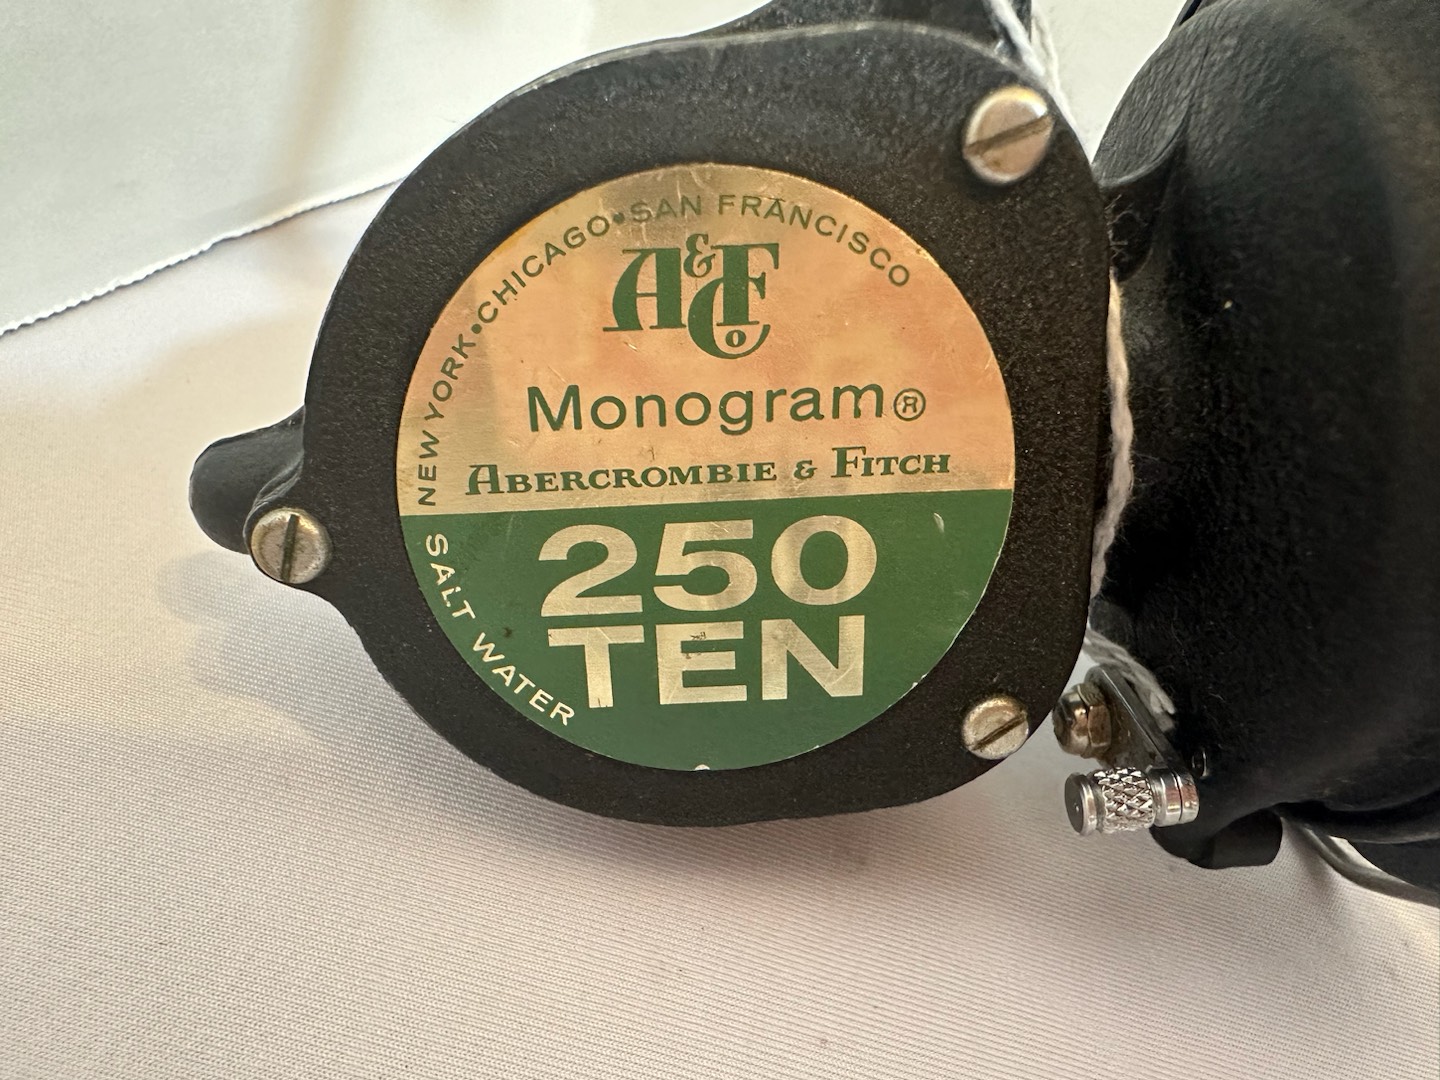 NEW YORK•CHICAGO•SAN FRANCISCO
A&F Co
Monogram®
ABERCROMBIE & FITCH
250
TEN
SALT WATER